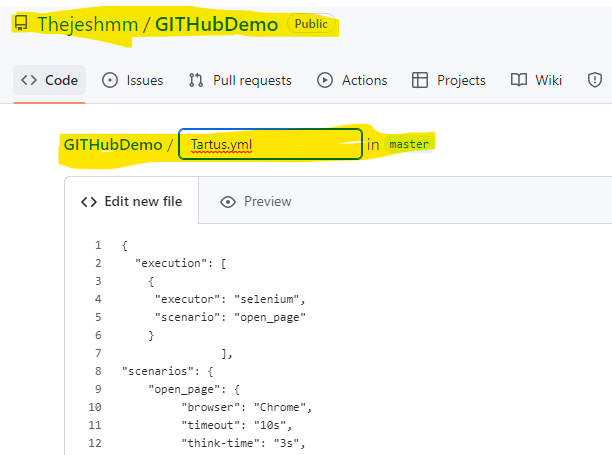 Thejeshmm / GITHubDemo Public
Code Issues Pull requests Actions Projects Wiki
GITHubDemo / Tartus.yml in master
Edit new file Preview
1 {
2 "execution": [
3 {
4 "executor": "selenium",
5 "scenario": "open_page"
6 }
7 ],
8 "scenarios": {
9 "open_page": {
10 "browser": "Chrome",
11 "timeout": "10s",
12 "think-time": "3s",